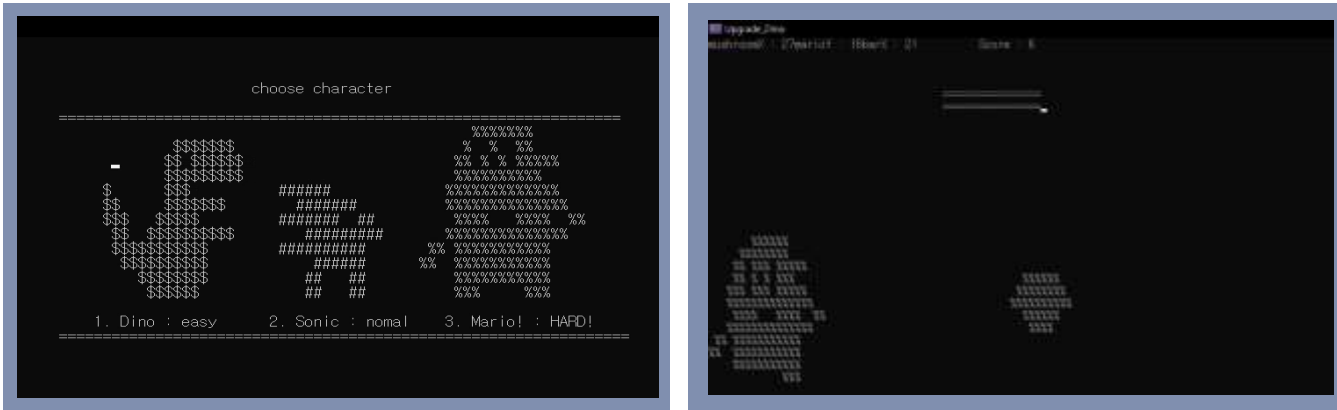 choose character
1. Dino : easy
2. Sonic : nomal
3. Mario! : HARD!
Upgrade_Dino
Score : 6